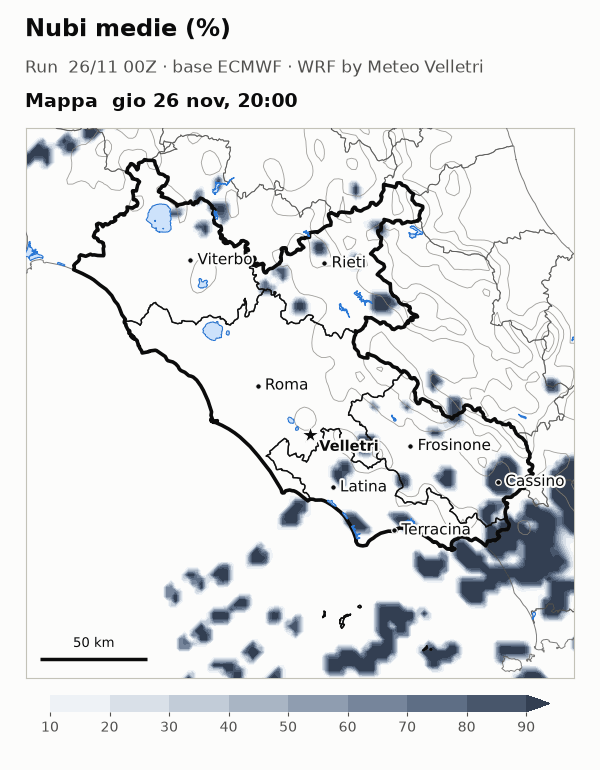 Nubi medie (%)
Run  26/11 00Z · base ECMWF · WRF by Meteo Velletri
Mappa  gio 26 nov, 20:00
Viterbo
Rieti
Roma
Velletri
Frosinone
Latina
Cassino
Terracina
50 km
10 20 30 40 50 60 70 80 90